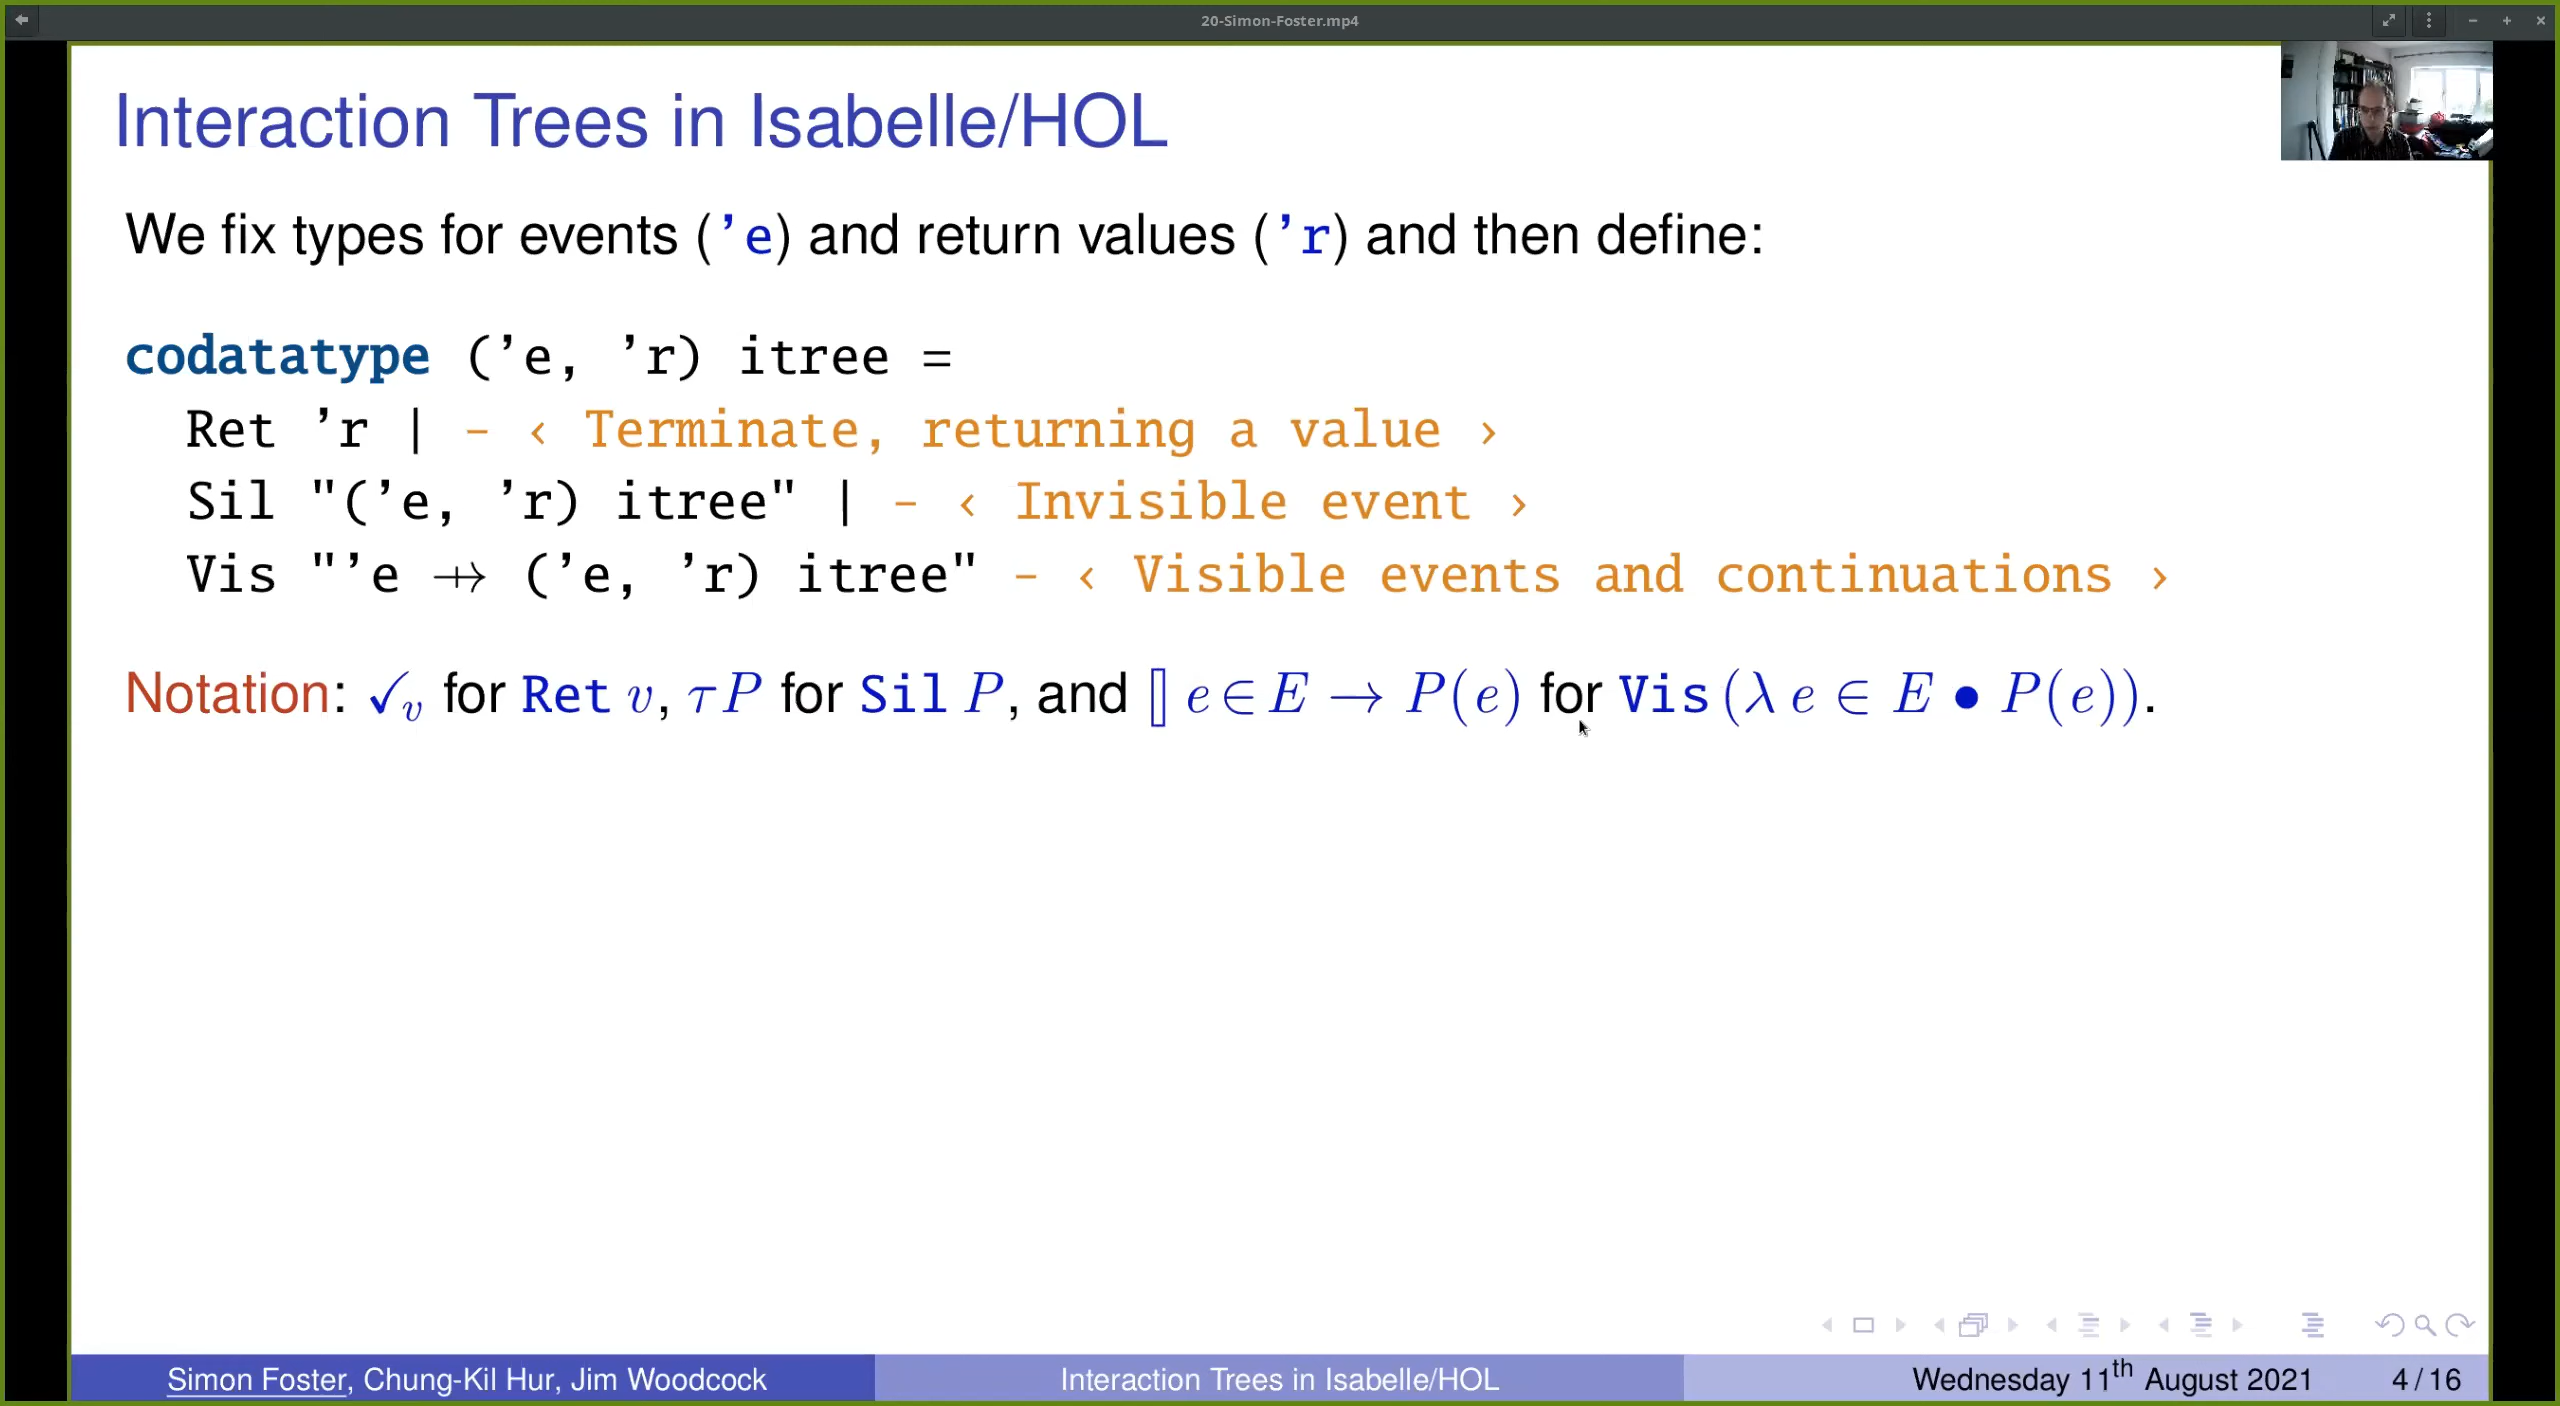 20-Simon-Foster.mp4
Interaction Trees in Isabelle/HOL
We fix types for events ('e) and return values ('r) and then define:
codatatype ('e, 'r) itree =
Ret 'r | – ‹ Terminate, returning a value ›
Sil "('e, 'r) itree" | – ‹ Invisible event ›
Vis "'e ⇸ ('e, 'r) itree" – ‹ Visible events and continuations ›
Notation: ✓ᵥ for Ret v, τP for Sil P, and ▯ e ∈ E → P(e) for Vis (λ e ∈ E • P(e)).
Simon Foster, Chung-Kil Hur, Jim Woodcock
Interaction Trees in Isabelle/HOL
Wednesday 11th August 2021
4 / 16